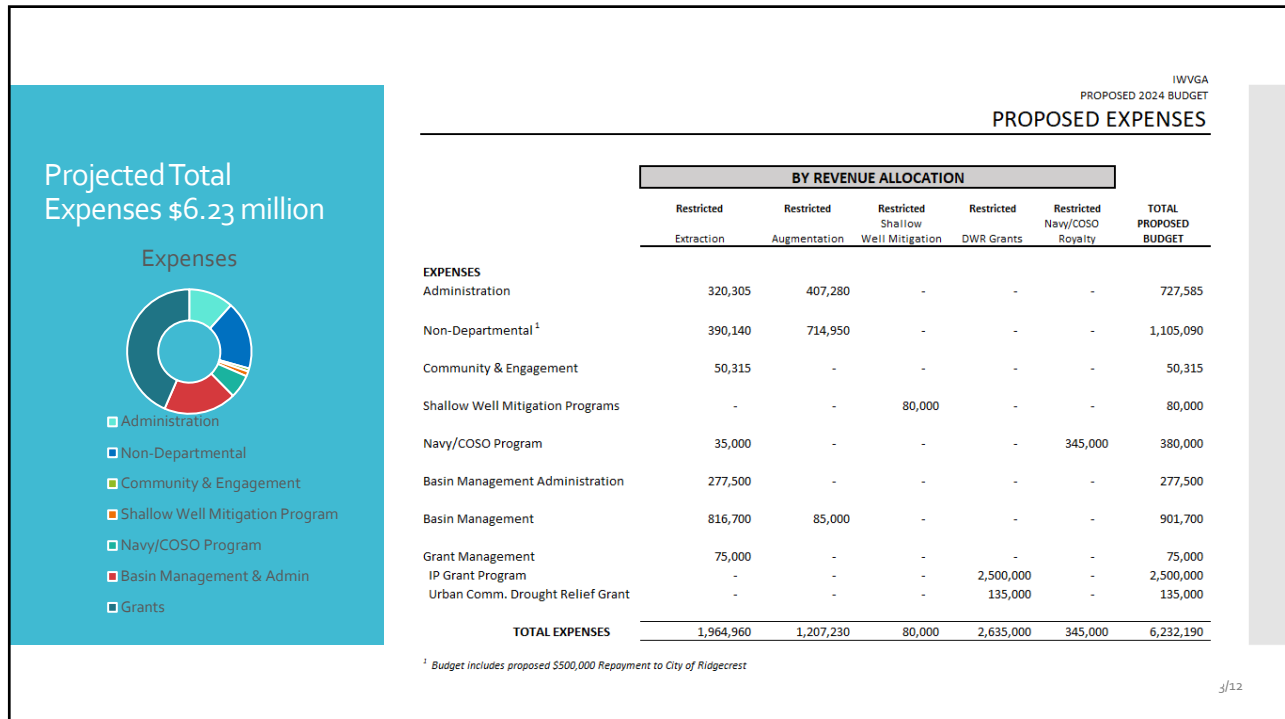 IWVGA
PROPOSED 2024 BUDGET
PROPOSED EXPENSES
Projected Total
Expenses $6.23 million
Expenses
Administration
Non-Departmental
Community & Engagement
Shallow Well Mitigation Program
Navy/COSO Program
Basin Management & Admin
Grants
BY REVENUE ALLOCATION
Restricted Restricted Restricted Restricted Restricted TOTAL
Shallow Navy/COSO PROPOSED
Extraction Augmentation Well Mitigation DWR Grants Royalty BUDGET
EXPENSES
Administration 320,305 407,280 - - - 727,585
Non-Departmental 1 390,140 714,950 - - - 1,105,090
Community & Engagement 50,315 - - - - 50,315
Shallow Well Mitigation Programs - - 80,000 - - 80,000
Navy/COSO Program 35,000 - - - 345,000 380,000
Basin Management Administration 277,500 - - - - 277,500
Basin Management 816,700 85,000 - - - 901,700
Grant Management 75,000 - - - - 75,000
IP Grant Program - - - 2,500,000 - 2,500,000
Urban Comm. Drought Relief Grant - - - 135,000 - 135,000
TOTAL EXPENSES 1,964,960 1,207,230 80,000 2,635,000 345,000 6,232,190
1 Budget includes proposed $500,000 Repayment to City of Ridgecrest
3/12